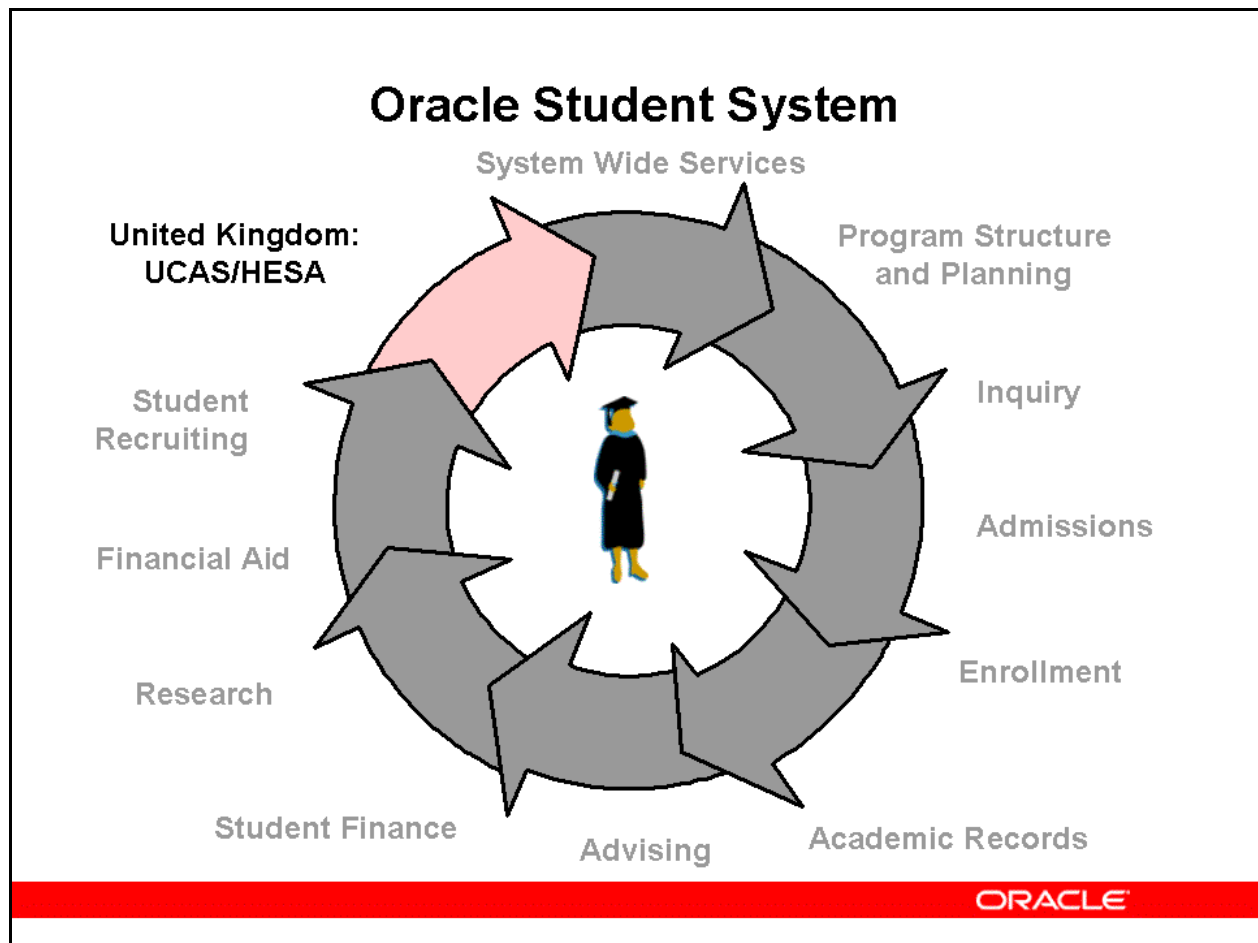 Oracle Student System
System Wide Services
United Kingdom:
UCAS/HESA
Program Structure
and Planning
Student
Recruiting
Inquiry
Financial Aid
Admissions
Research
Enrollment
Student Finance
Advising
Academic Records
ORACLE